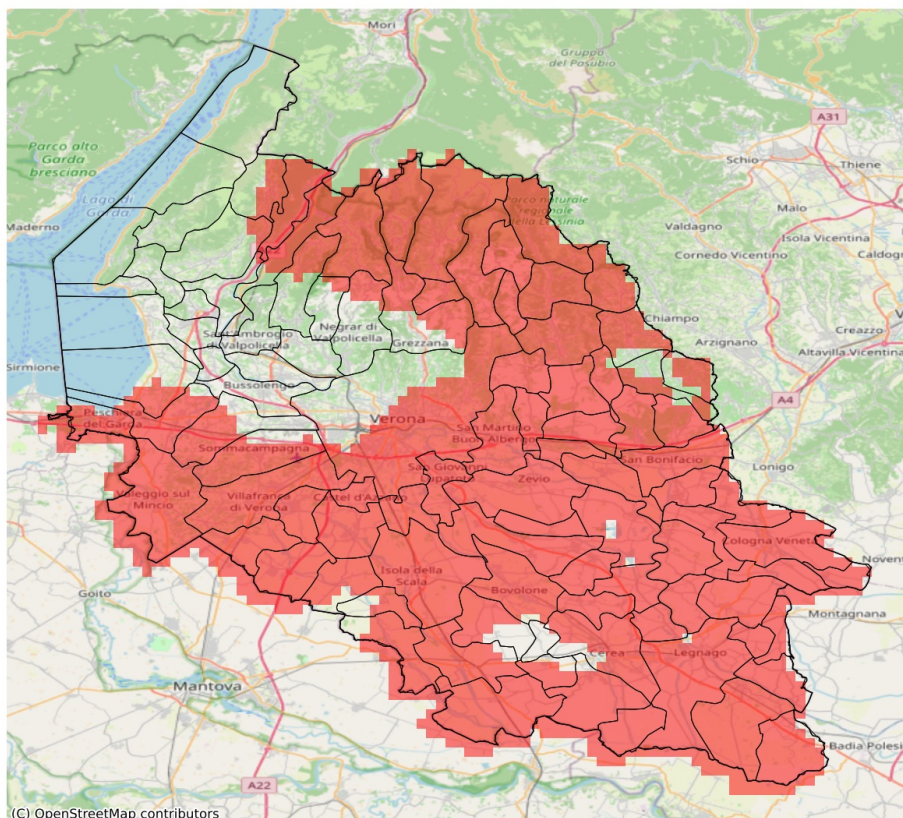 Mori
Gruppo
del Pasubio
A31
Parco alto
Garda
bresciano
Schio
Thiene
Lago di
Garda
Parco naturale
regionale
della Lessinia
Malo
Maderno
Valdagno
Isola Vicentina
Cornedo Vicentino
Caldogn
Chiampo
Negrar di
Valpolicella
Sant'Ambrogio
di Valpolicella
Grezzana
Arzignano
Creazzo
Altavilla Vicentina
Sirmione
Bussolengo
A4
Peschiera
del Garda
Verona
San Martino
Buon Albergo
Sommacampagna
San Giovanni
Lupatoto
Zevio
San Bonifacio
Lonigo
Valeggio sul
Mincio
Villafranca
di Verona
Castel d'Azzano
Cologna Veneta
Isola della
Scala
Bovolone
Goito
Montagnana
Cerea
Legnago
Mantova
Badia Polesi
A22
(C) OpenStreetMap contributors